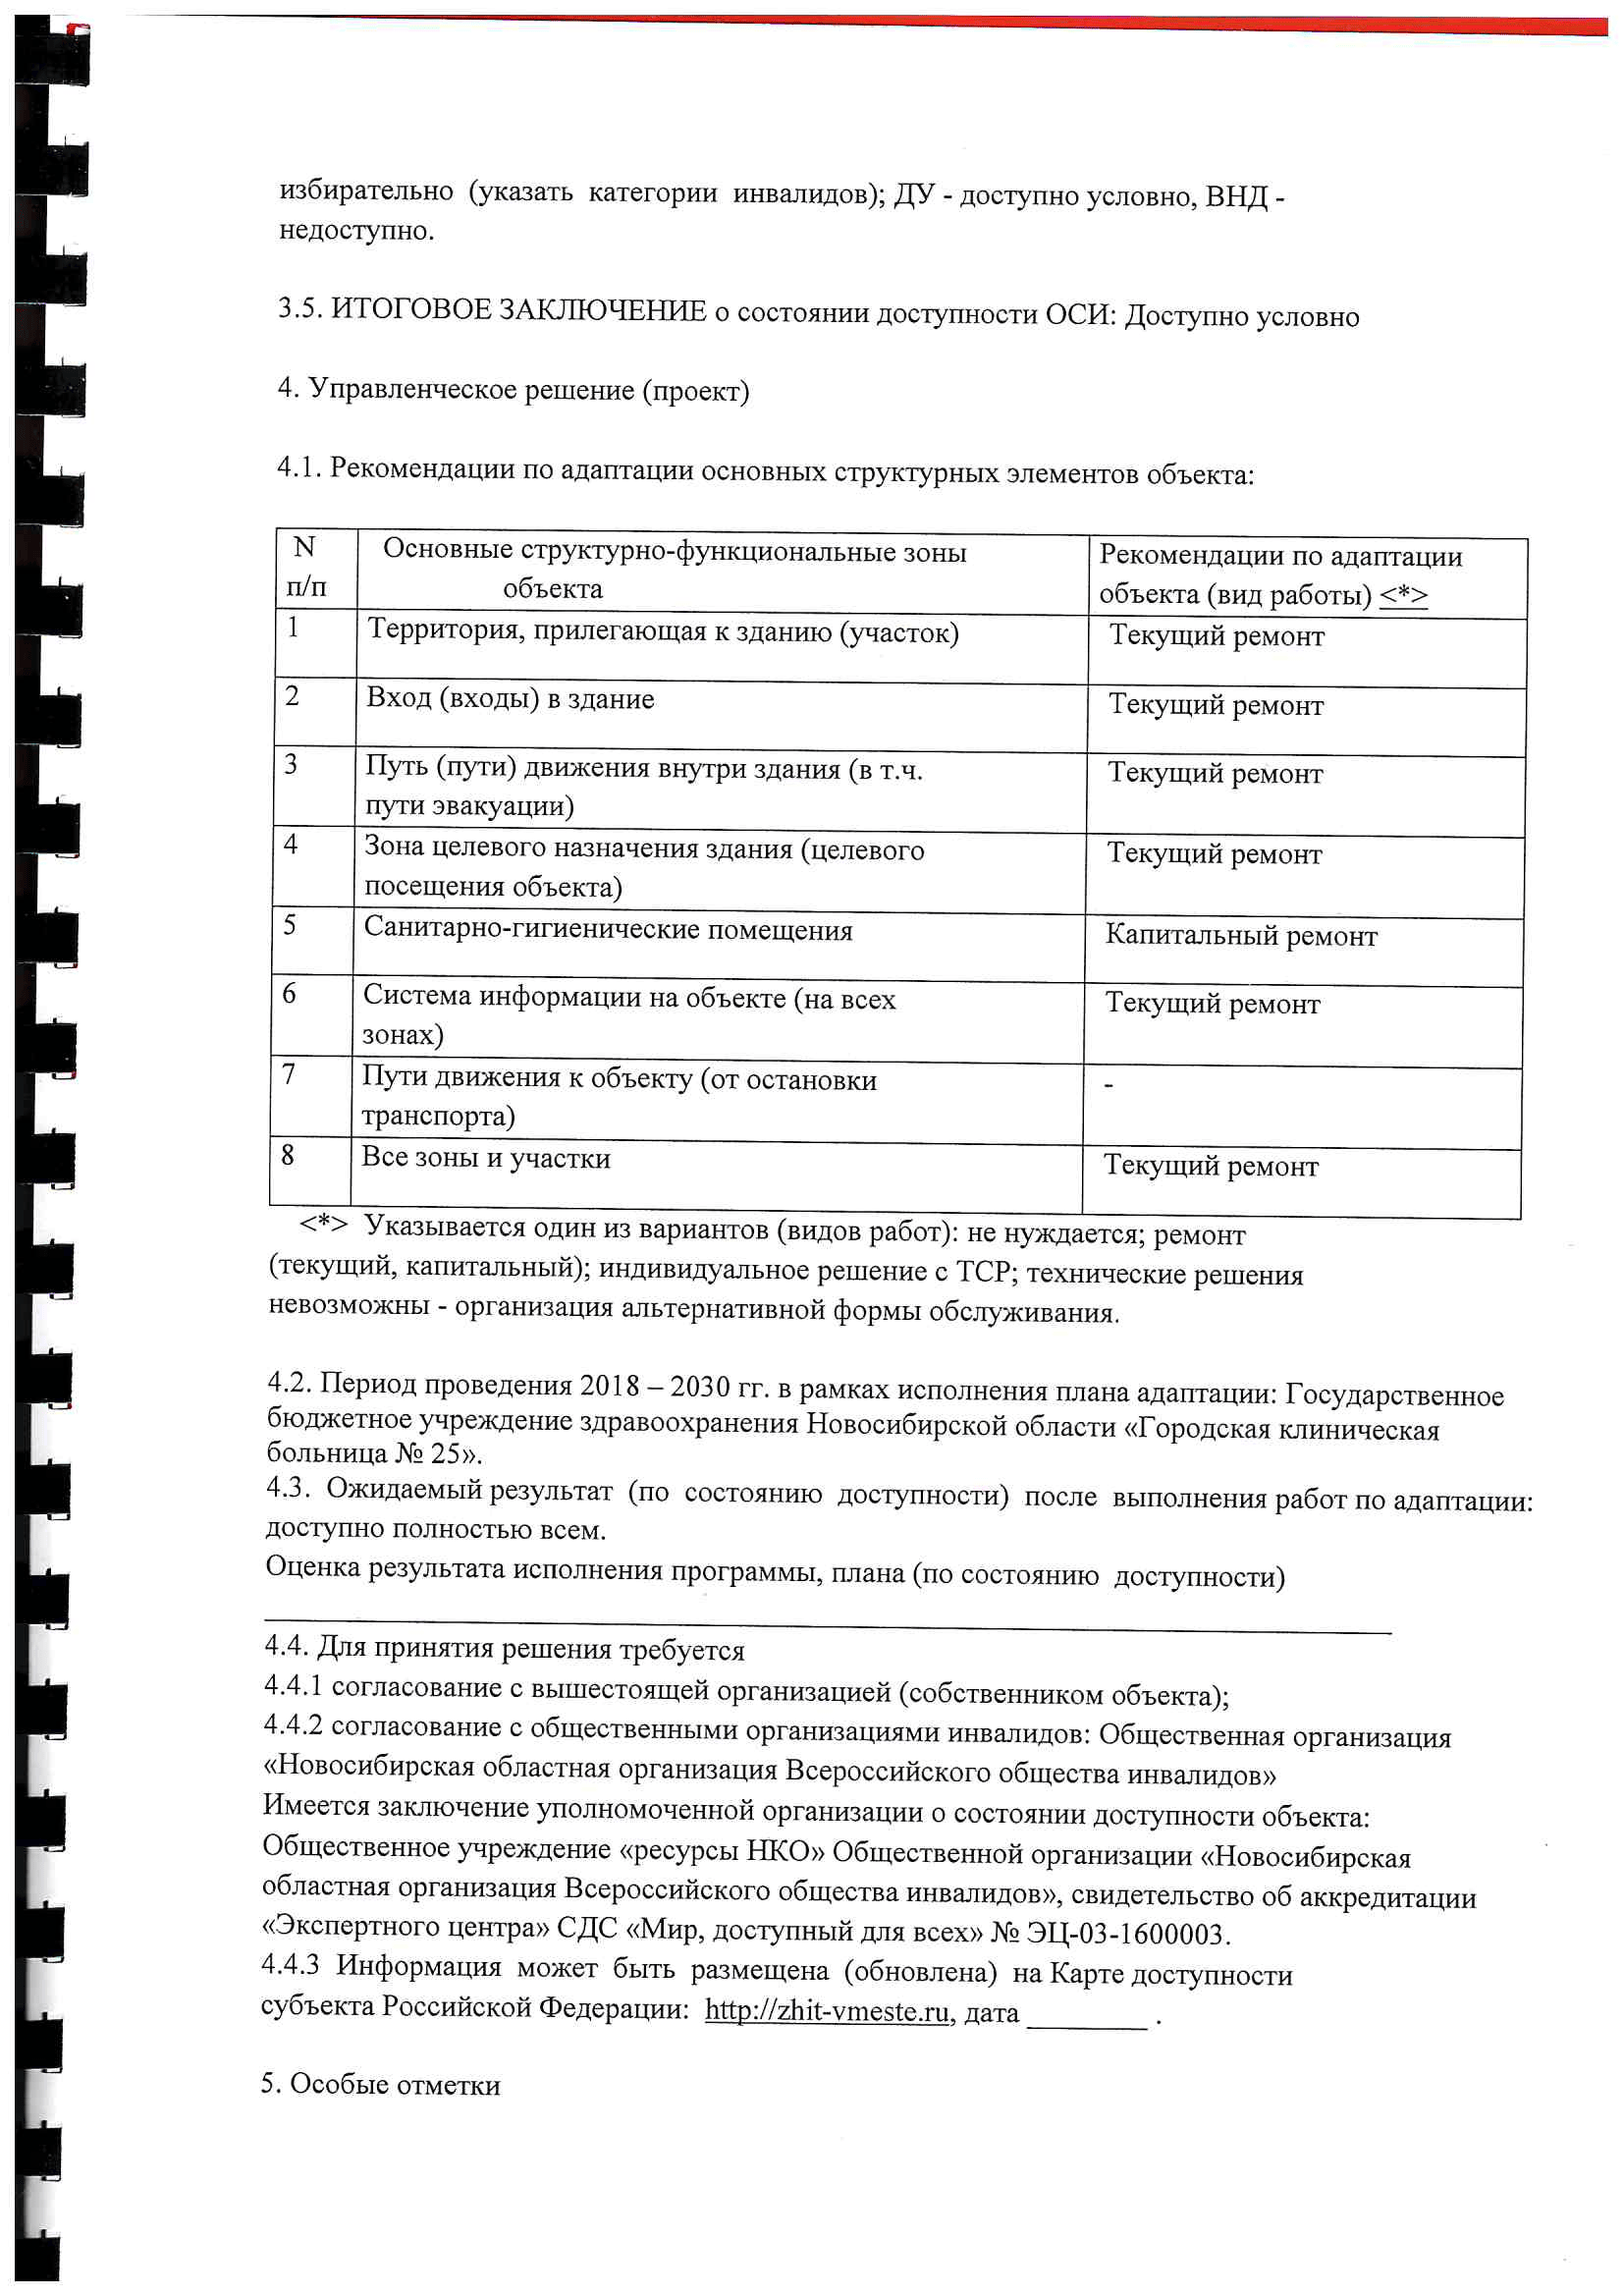 избирательно (указать категории инвалидов); ДУ - доступно условно, ВНД -
недоступно.
3.5. ИТОГОВОЕ ЗАКЛЮЧЕНИЕ о состоянии доступности ОСИ: Доступно условно
4. Управленческое решение (проект)
4.1. Рекомендации по адаптации основных структурных элементов объекта:
N п/п Основные структурно-функциональные зоны объекта Рекомендации по адаптации объекта (вид работы) <*>
1 Территория, прилегающая к зданию (участок) Текущий ремонт
2 Вход (входы) в здание Текущий ремонт
3 Путь (пути) движения внутри здания (в т.ч. пути эвакуации) Текущий ремонт
4 Зона целевого назначения здания (целевого посещения объекта) Текущий ремонт
5 Санитарно-гигиенические помещения Капитальный ремонт
6 Система информации на объекте (на всех зонах) Текущий ремонт
7 Пути движения к объекту (от остановки транспорта) -
8 Все зоны и участки Текущий ремонт
<*> Указывается один из вариантов (видов работ): не нуждается; ремонт
(текущий, капитальный); индивидуальное решение с ТСР; технические решения
невозможны - организация альтернативной формы обслуживания.
4.2. Период проведения 2018 – 2030 гг. в рамках исполнения плана адаптации: Государственное
бюджетное учреждение здравоохранения Новосибирской области «Городская клиническая
больница № 25».
4.3. Ожидаемый результат (по состоянию доступности) после выполнения работ по адаптации:
доступно полностью всем.
Оценка результата исполнения программы, плана (по состоянию доступности)
4.4. Для принятия решения требуется
4.4.1 согласование с вышестоящей организацией (собственником объекта);
4.4.2 согласование с общественными организациями инвалидов: Общественная организация
«Новосибирская областная организация Всероссийского общества инвалидов»
Имеется заключение уполномоченной организации о состоянии доступности объекта:
Общественное учреждение «ресурсы НКО» Общественной организации «Новосибирская
областная организация Всероссийского общества инвалидов», свидетельство об аккредитации
«Экспертного центра» СДС «Мир, доступный для всех» № ЭЦ-03-1600003.
4.4.3 Информация может быть размещена (обновлена) на Карте доступности
субъекта Российской Федерации: http://zhit-vmeste.ru, дата ________ .
5. Особые отметки